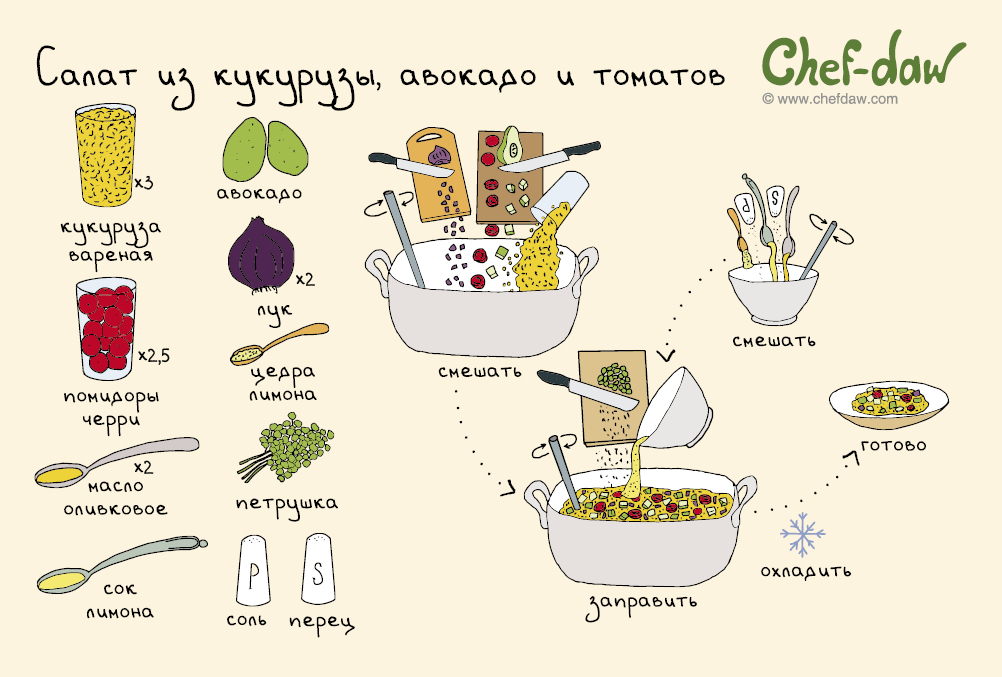 Салат из кукурузы, авокадо и томатов
Chef-daw
© www.chefdaw.com
x3
кукуруза
вареная
авокадо
x2
лук
x2,5
помидоры
черри
цедра
лимона
x2
масло
оливковое
петрушка
сок
лимона
P
S
соль
перец
смешать
P
S
смешать
заправить
охладить
готово